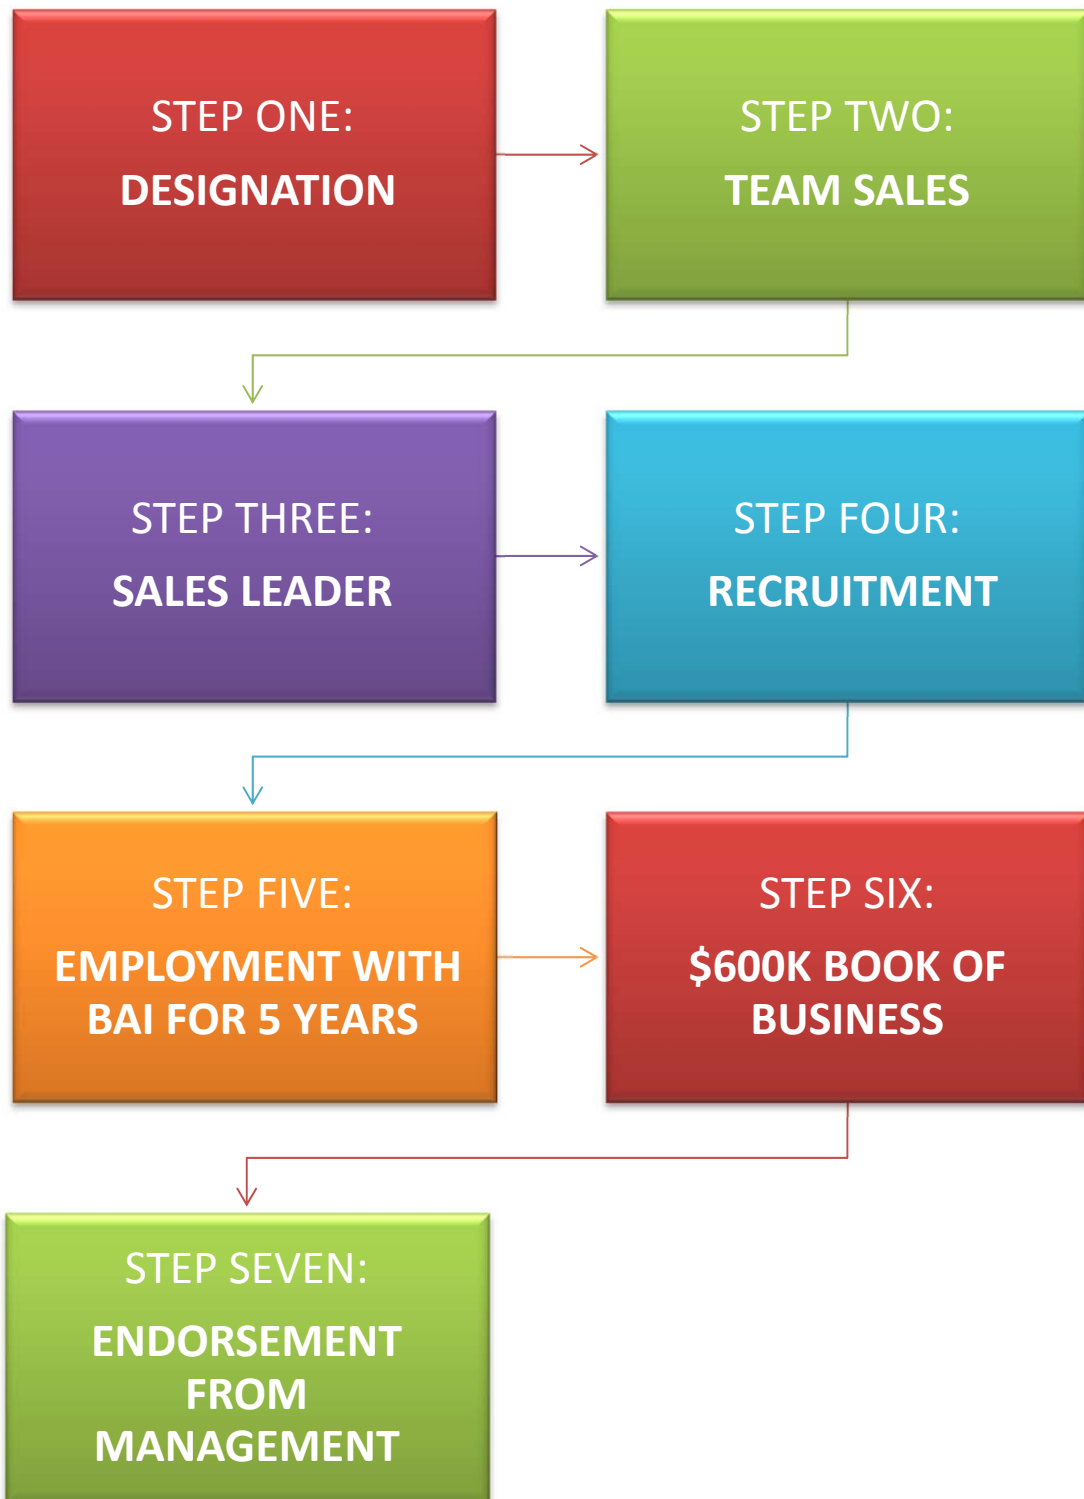 STEP ONE:
DESIGNATION
STEP TWO:
TEAM SALES
STEP THREE:
SALES LEADER
STEP FOUR:
RECRUITMENT
STEP FIVE:
EMPLOYMENT WITH
BAI FOR 5 YEARS
STEP SIX:
$600K BOOK OF
BUSINESS
STEP SEVEN:
ENDORSEMENT
FROM
MANAGEMENT